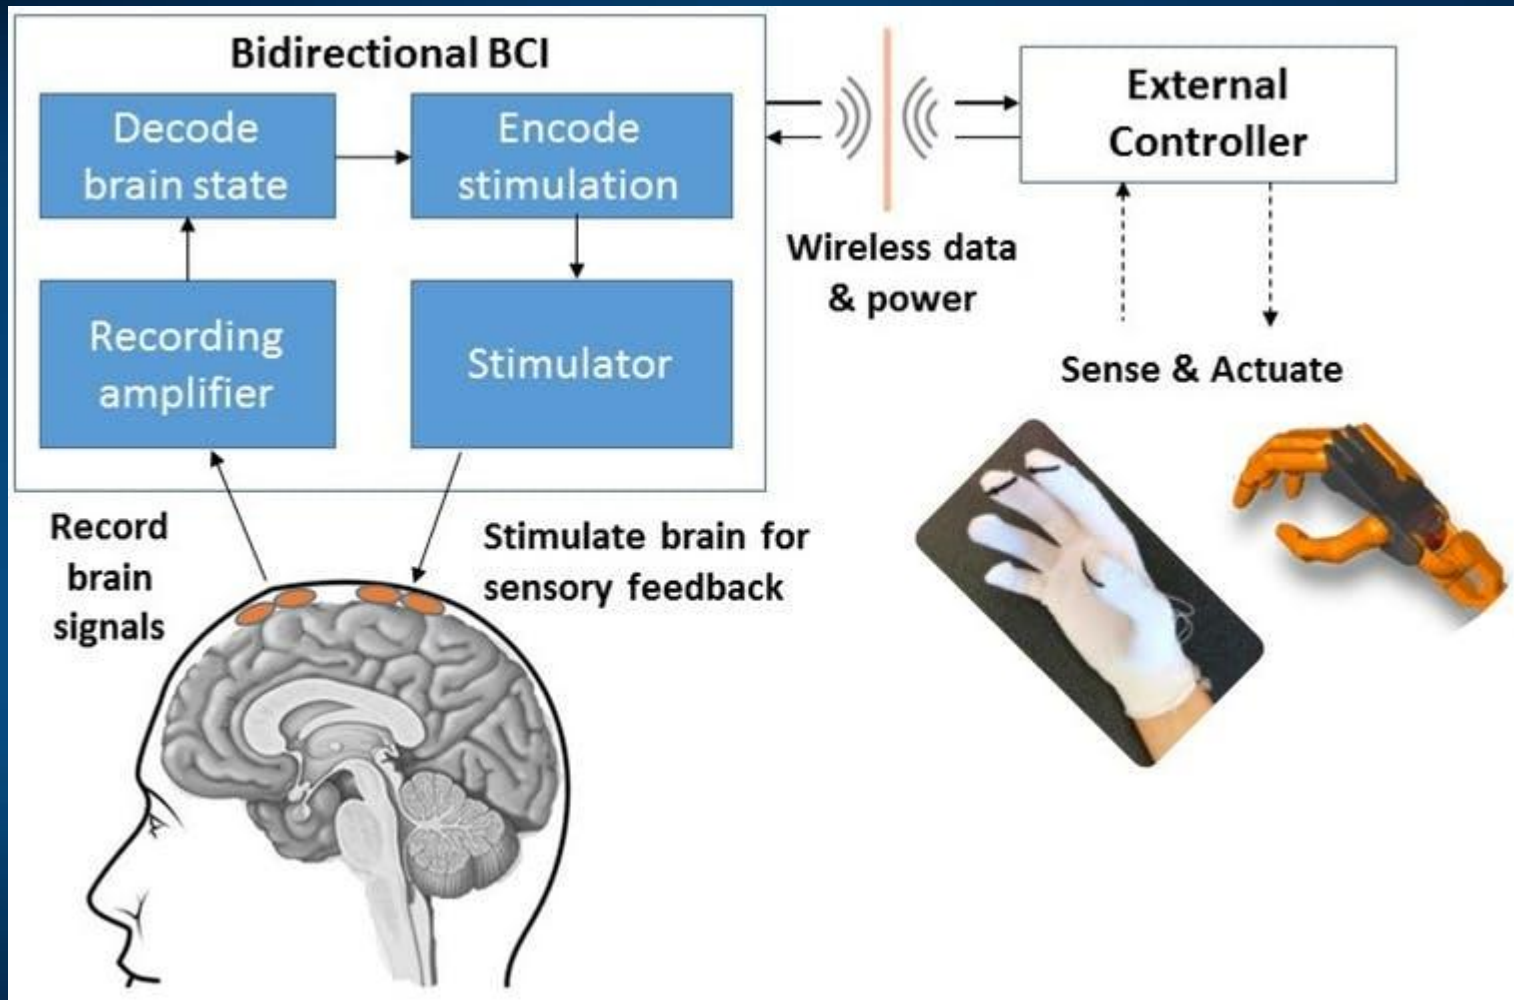 Bidirectional BCI
Decode
brain state
Encode
stimulation
Recording
amplifier
Stimulator
External
Controller
Wireless data
& power
Sense & Actuate
Record
brain
signals
Stimulate brain for
sensory feedback